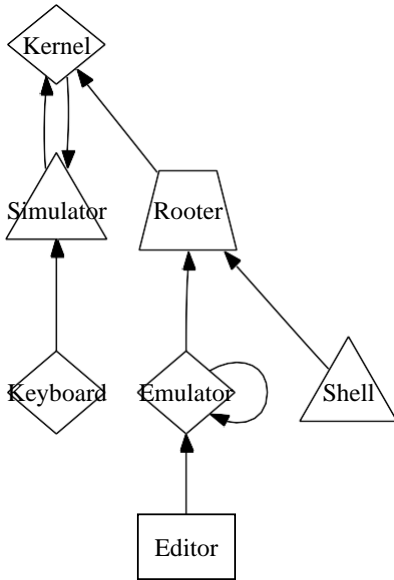 Kernel
Simulator
Rooter
Keyboard
Emulator
Shell
Editor